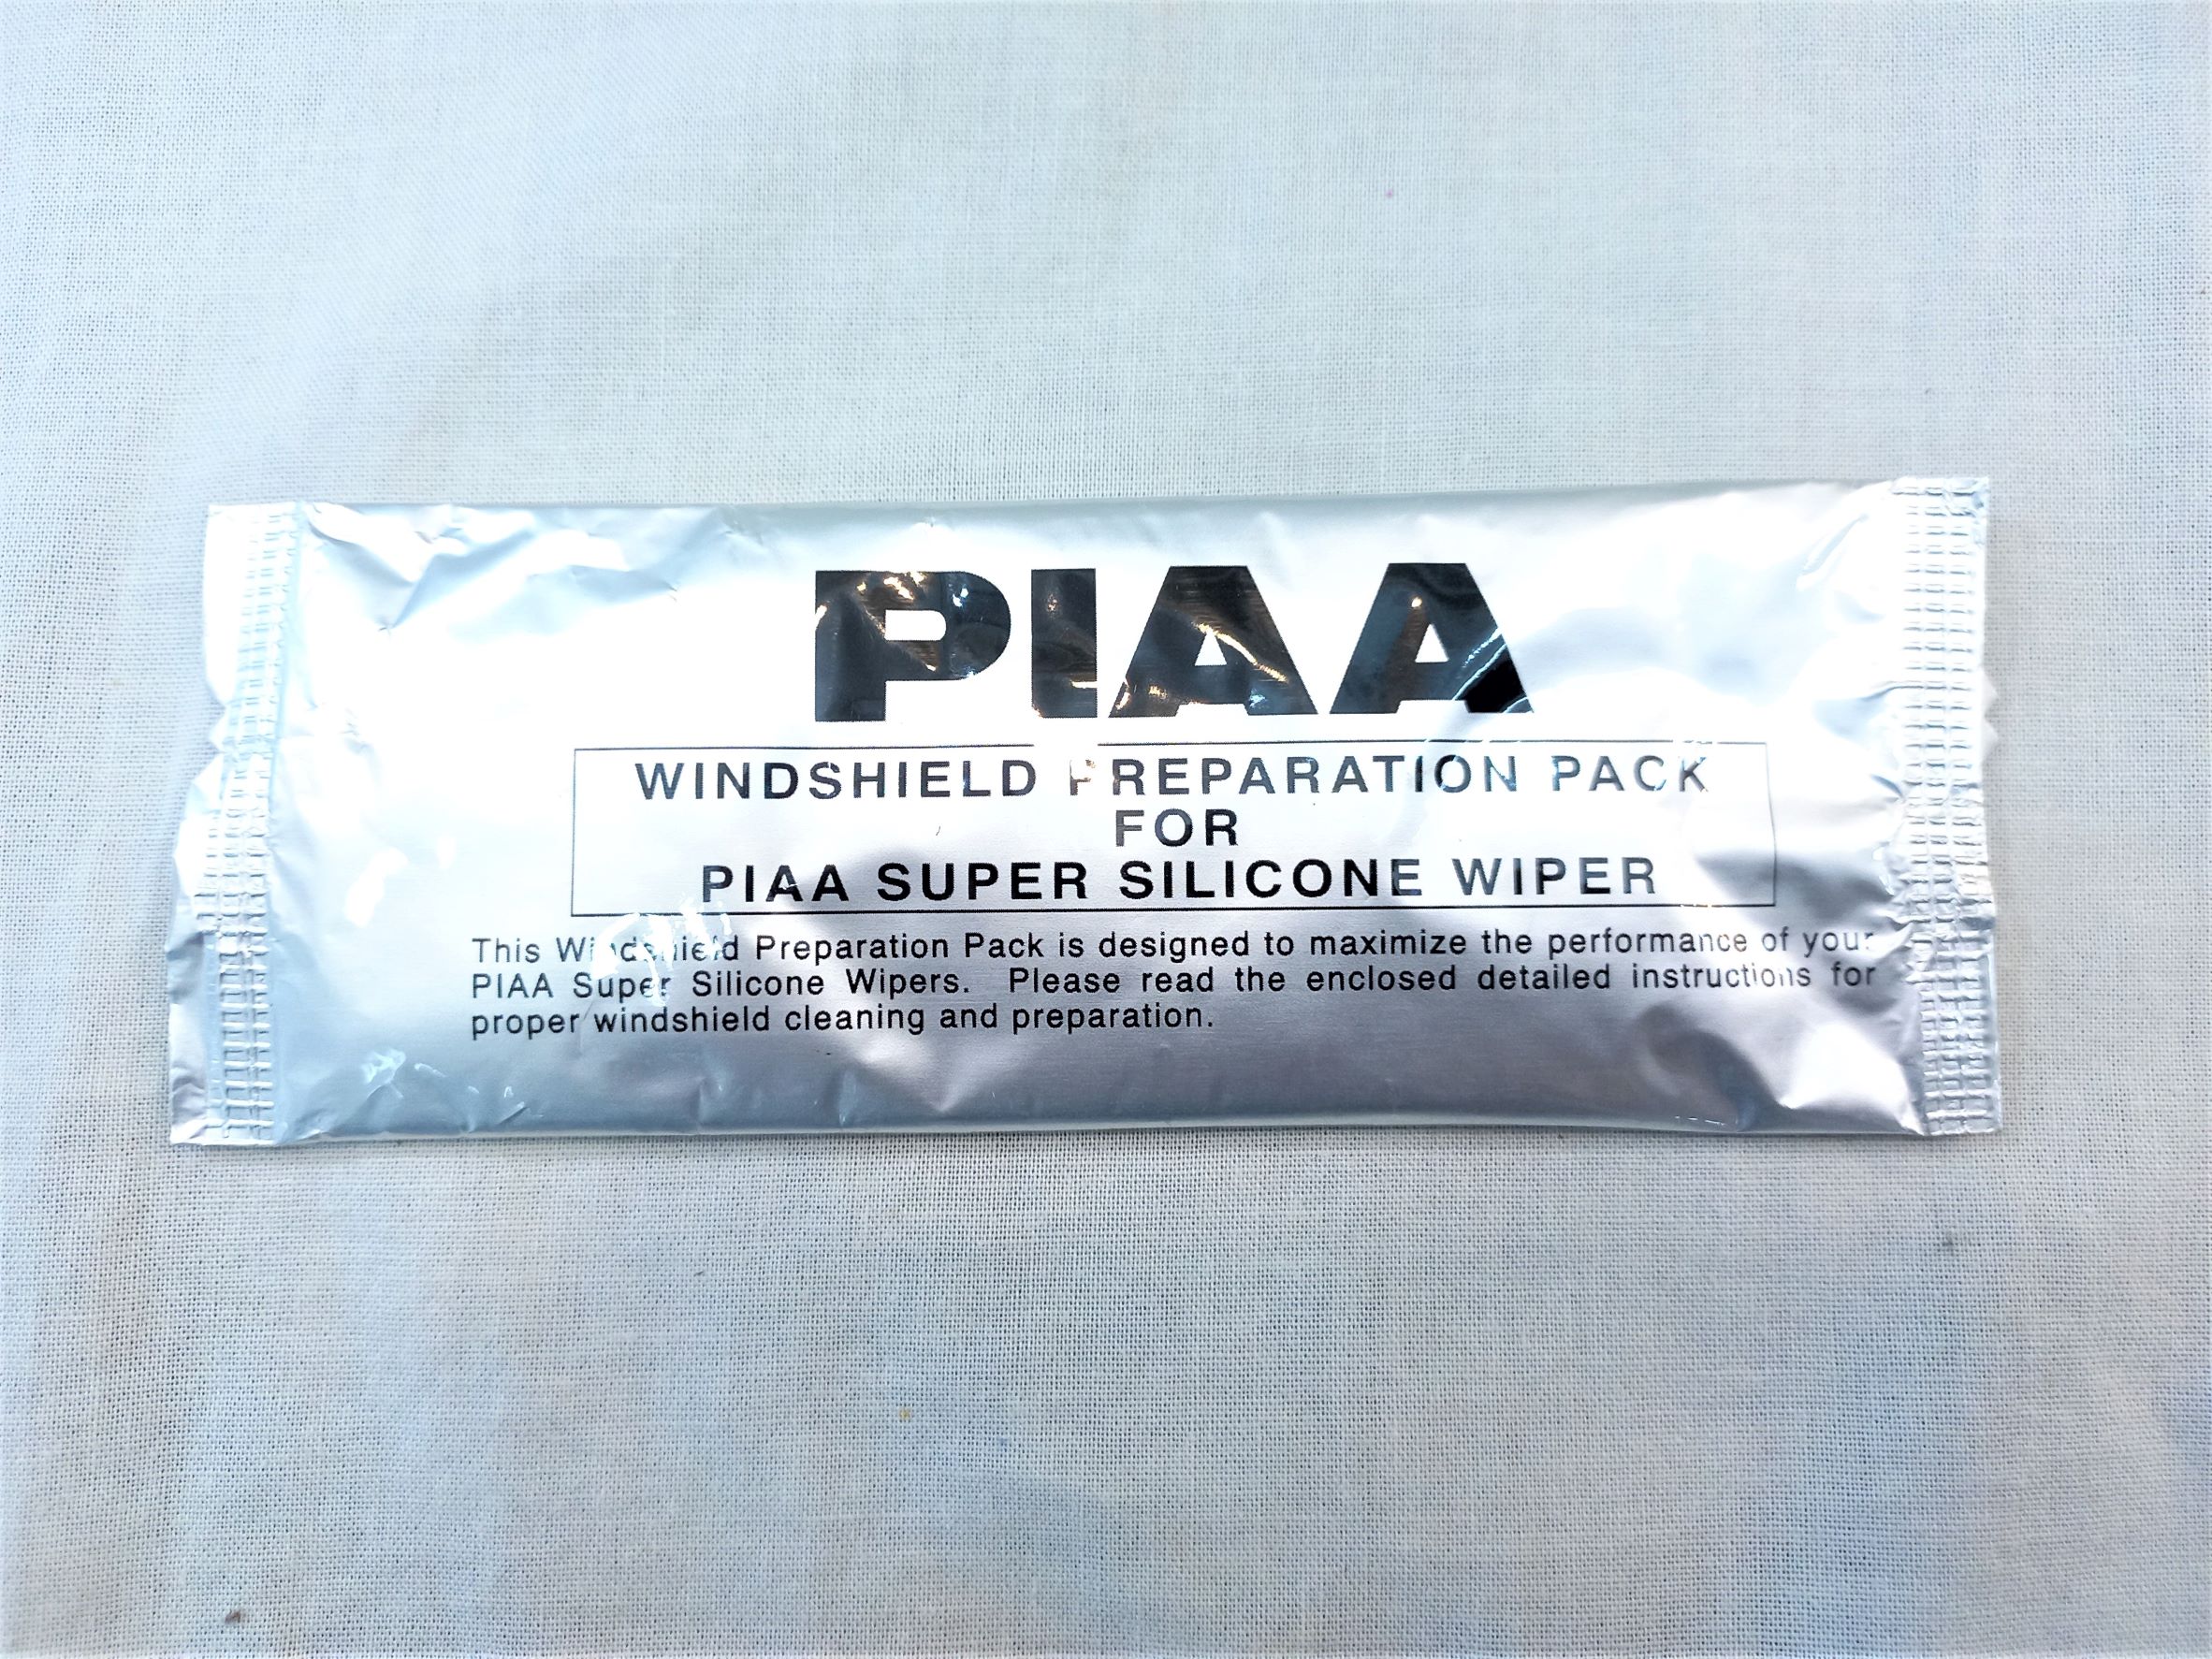 PIAA
WINDSHIELD PREPARATION PACK
FOR
PIAA SUPER SILICONE WIPER
This Windshield Preparation Pack is designed to maximize the performance of your
PIAA Super Silicone Wipers. Please read the enclosed detailed instructions for
proper windshield cleaning and preparation.